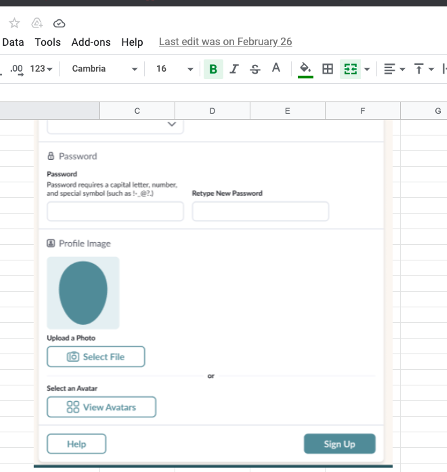 Data Tools Add-ons Help Last edit was on February 26
.00 123 Cambria 16 B I S A
C D E F G
Password
Password
Password requires a capital letter, number,
and special symbol (such as !-_@?.) Retype New Password
Profile Image
Upload a Photo
Select File
or
Select an Avatar
View Avatars
Help Sign Up